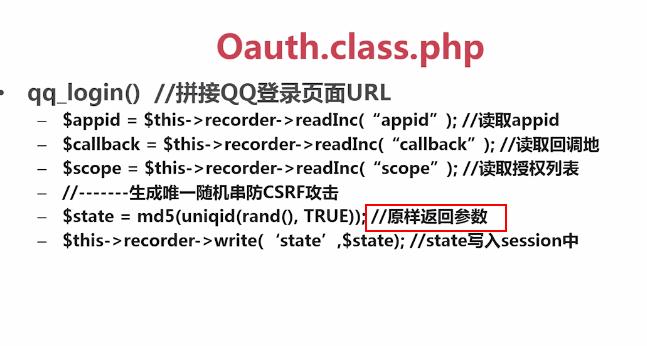 Oauth.class.php
• qq_login() //拼接QQ登录页面URL
– $appid = $this->recorder->readInc(“appid”); //读取appid
– $callback = $this->recorder->readInc(“callback”); //读取回调地
– $scope = $this->recorder->readInc(“scope”); //读取授权列表
– //-------生成唯一随机串防CSRF攻击
– $state = md5(uniqid(rand(), TRUE)); //原样返回参数
– $this->recorder->write(‘state’,$state); //state写入session中